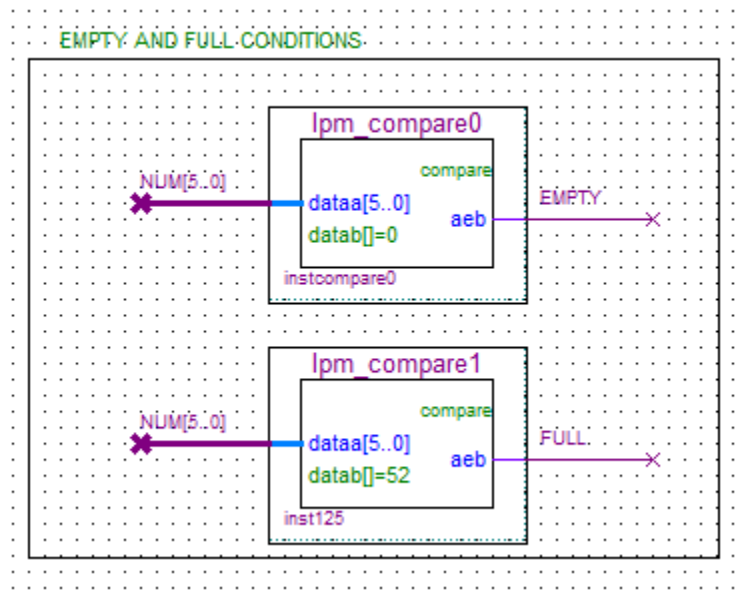 EMPTY AND FULL CONDITIONS
lpm_compare0
compare
NUM[5..0]
dataa[5..0]
EMPTY
aeb
datab[]=0
instcompare0
lpm_compare1
compare
NUM[5..0]
dataa[5..0]
FULL
aeb
datab[]=52
inst125